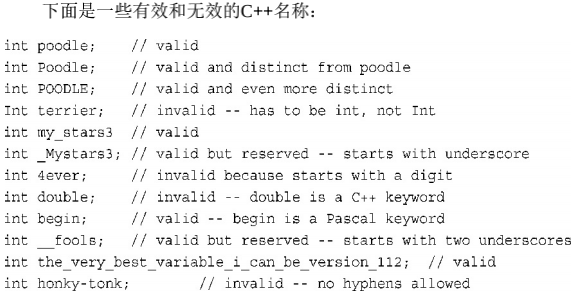 下面是一些有效和无效的C++名称：
int poodle;    // valid
int Poodle;    // valid and distinct from poodle
int POODLE;    // valid and even more distinct
Int terrier;   // invalid -- has to be int, not Int
int my_stars3  // valid
int _Mystars3; // valid but reserved -- starts with underscore
int 4ever;     // invalid because starts with a digit
int double;    // invalid -- double is a C++ keyword
int begin;     // valid -- begin is a Pascal keyword
int __fools;   // valid but reserved -- starts with two underscores
int the_very_best_variable_i_can_be_version_112;  // valid
int honky-tonk;        // invalid -- no hyphens allowed